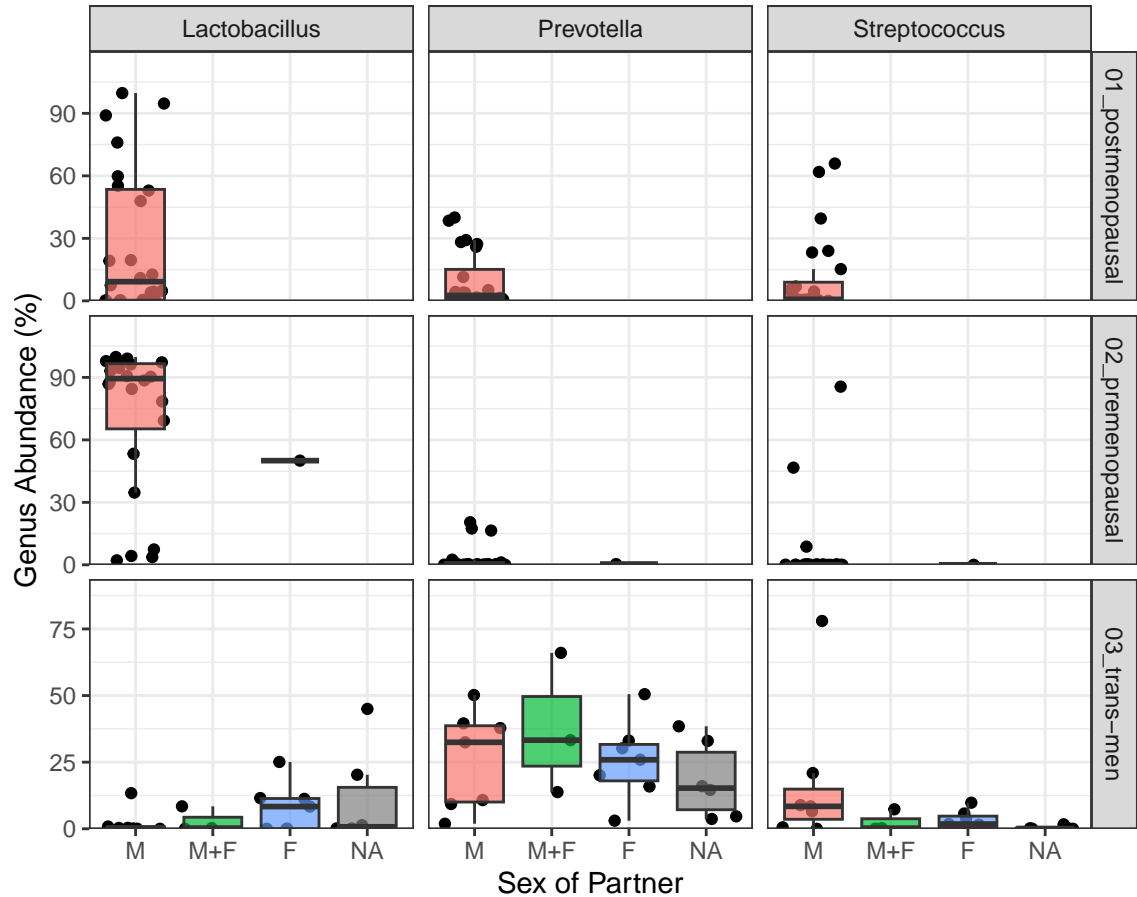 Lactobacillus Prevotella Streptococcus
Genus Abundance (%)
90
60
30
0
01_postmenopausal
90
60
30
0
02_premenopausal
75
50
25
0
03_trans−men
M M+F F NA M M+F F NA M M+F F NA
Sex of Partner